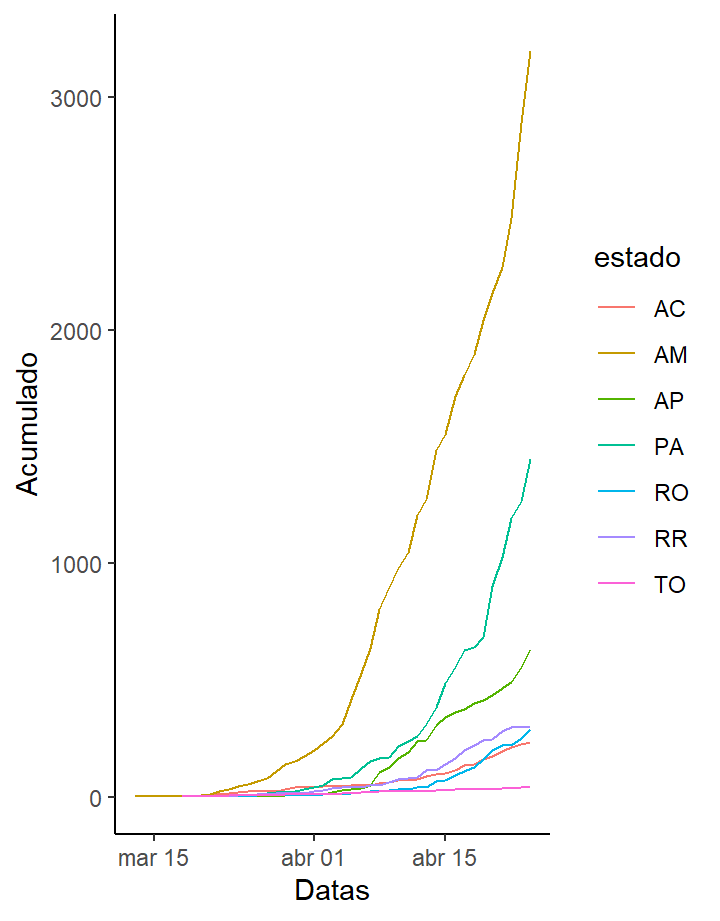 3000
2000
1000
0
Acumulado
mar 15
abr 01
abr 15
Datas
estado
AC
AM
AP
PA
RO
RR
TO